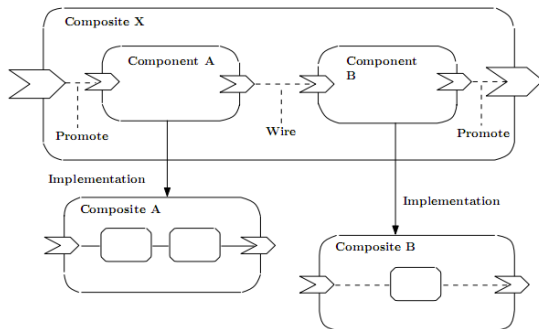 Composite X
Component A
Component
B
Promote
Wire
Promote
Implementation
Composite A
Implementation
Composite B